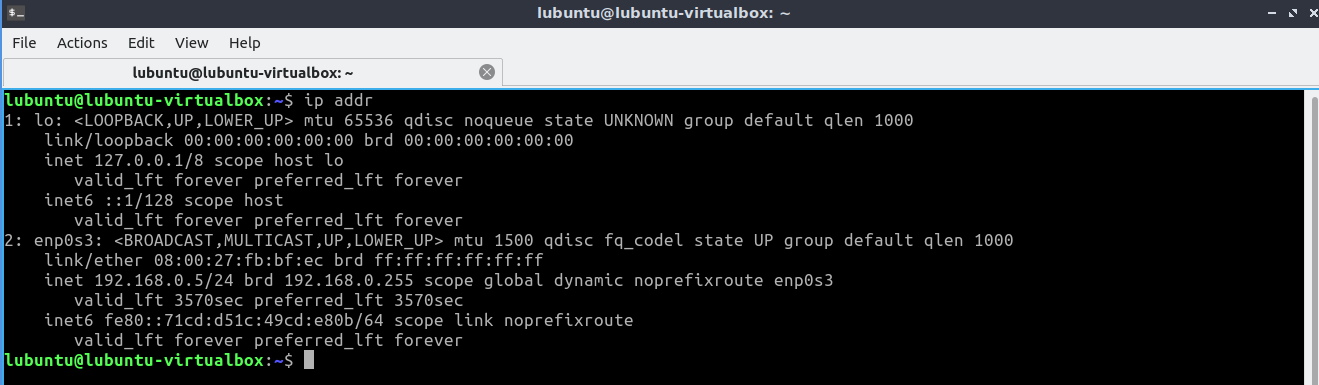 lubuntu@lubuntu-virtualbox: ~
File Actions Edit View Help
lubuntu@lubuntu-virtualbox: ~
lubuntu@lubuntu-virtualbox:~$ ip addr
1: lo: <LOOPBACK,UP,LOWER_UP> mtu 65536 qdisc noqueue state UNKNOWN group default qlen 1000
    link/loopback 00:00:00:00:00:00 brd 00:00:00:00:00:00
    inet 127.0.0.1/8 scope host lo
       valid_lft forever preferred_lft forever
    inet6 ::1/128 scope host
       valid_lft forever preferred_lft forever
2: enp0s3: <BROADCAST,MULTICAST,UP,LOWER_UP> mtu 1500 qdisc fq_codel state UP group default qlen 1000
    link/ether 08:00:27:fb:bf:ec brd ff:ff:ff:ff:ff:ff
    inet 192.168.0.5/24 brd 192.168.0.255 scope global dynamic noprefixroute enp0s3
       valid_lft 3570sec preferred_lft 3570sec
    inet6 fe80::71cd:d51c:49cd:e80b/64 scope link noprefixroute
       valid_lft forever preferred_lft forever
lubuntu@lubuntu-virtualbox:~$